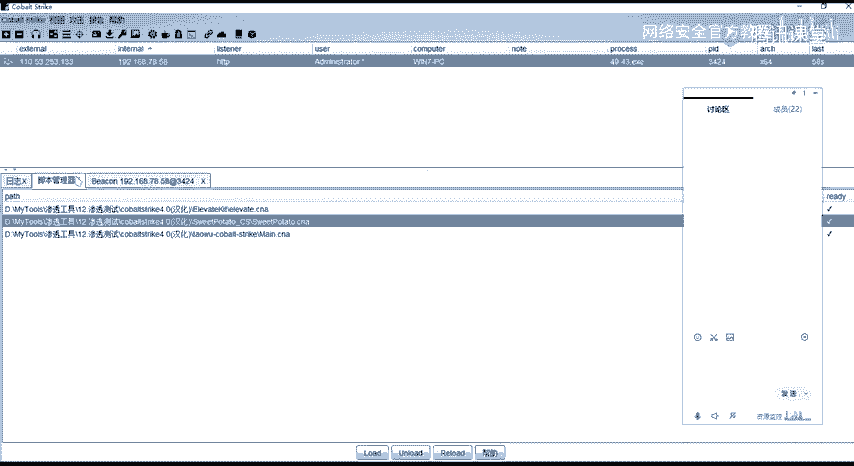 Cobalt Strike
Cobalt Strike 视图 攻击 报告 帮助
网络安全官方教
腾讯课堂
external internal listener user computer note process pid arch last
110.53.253.133 192.168.78.58 http Administrator * WIN7-PC 49-43.exe 3424 x64 58s
讨论区 成员(22)
日志X 脚本管理器X Beacon 192.168.78.58@3424 X
path ready
D:\MyTools\渗透工具\12.渗透测试\cobaltstrike4.0(汉化)\ElevateKit\elevate.cna ✓
D:\MyTools\渗透工具\12.渗透测试\cobaltstrike4.0(汉化)\SweetPotato_CS\SweetPotato.cna ✓
D:\MyTools\渗透工具\12.渗透测试\cobaltstrike4.0(汉化)\taowu-cobalt-strike\Main.cna ✓
发送
资源监控
Load Unload Reload 帮助